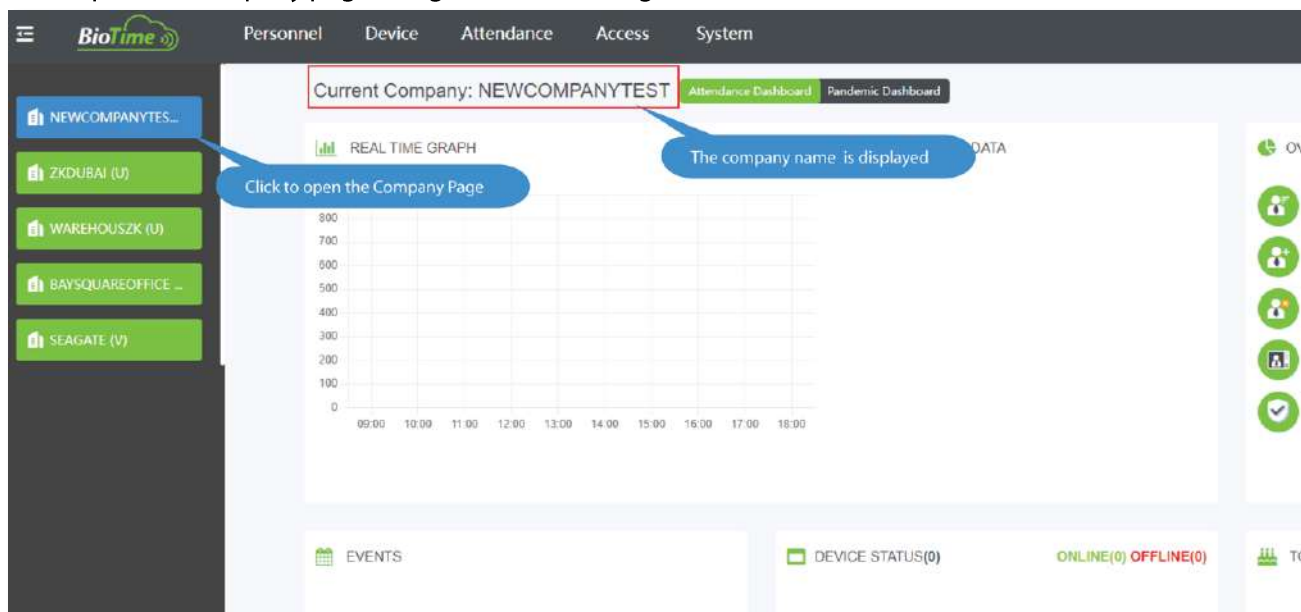 BioTime
Personnel Device Attendance Access System
Current Company: NEWCOMPANYTEST
Attendance Dashboard Pandemic Dashboard
NEWCOMPANYTES...
ZKDUBAI (U)
WAREHOUSZK (U)
BAYSQUAREOFFICE ...
SEAGATE (V)
REAL TIME GRAPH
The company name is displayed
DATA
Click to open the Company Page
800
700
600
500
400
300
200
100
0
09:00 10:00 11:00 12:00 13:00 14:00 15:00 16:00 17:00 18:00
EVENTS
DEVICE STATUS(0)
ONLINE(0) OFFLINE(0)